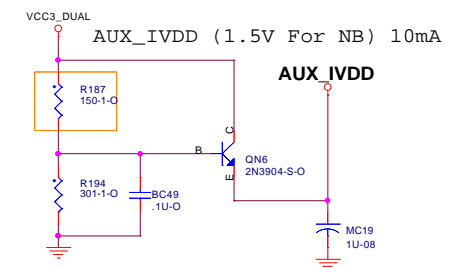 VCC3_DUAL
AUX_IVDD (1.5V For NB) 10mA
AUX_IVDD
R187
150-1-O
C
B
QN6
2N3904-S-O
E
R194
301-1-O
BC49
.1U-O
MC19
1U-08